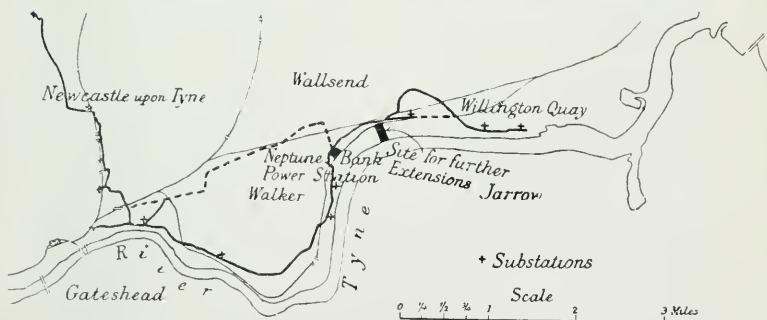 Wallsend
Newcastle upon Tyne
Willington Quay
Neptune Bank
Power Station
Walker
Site for further
Extensions
Jarrow
River
Tyne
Gateshead
+ Substations
Scale
0 1/4 1/2 3/4 1 2 3 Miles